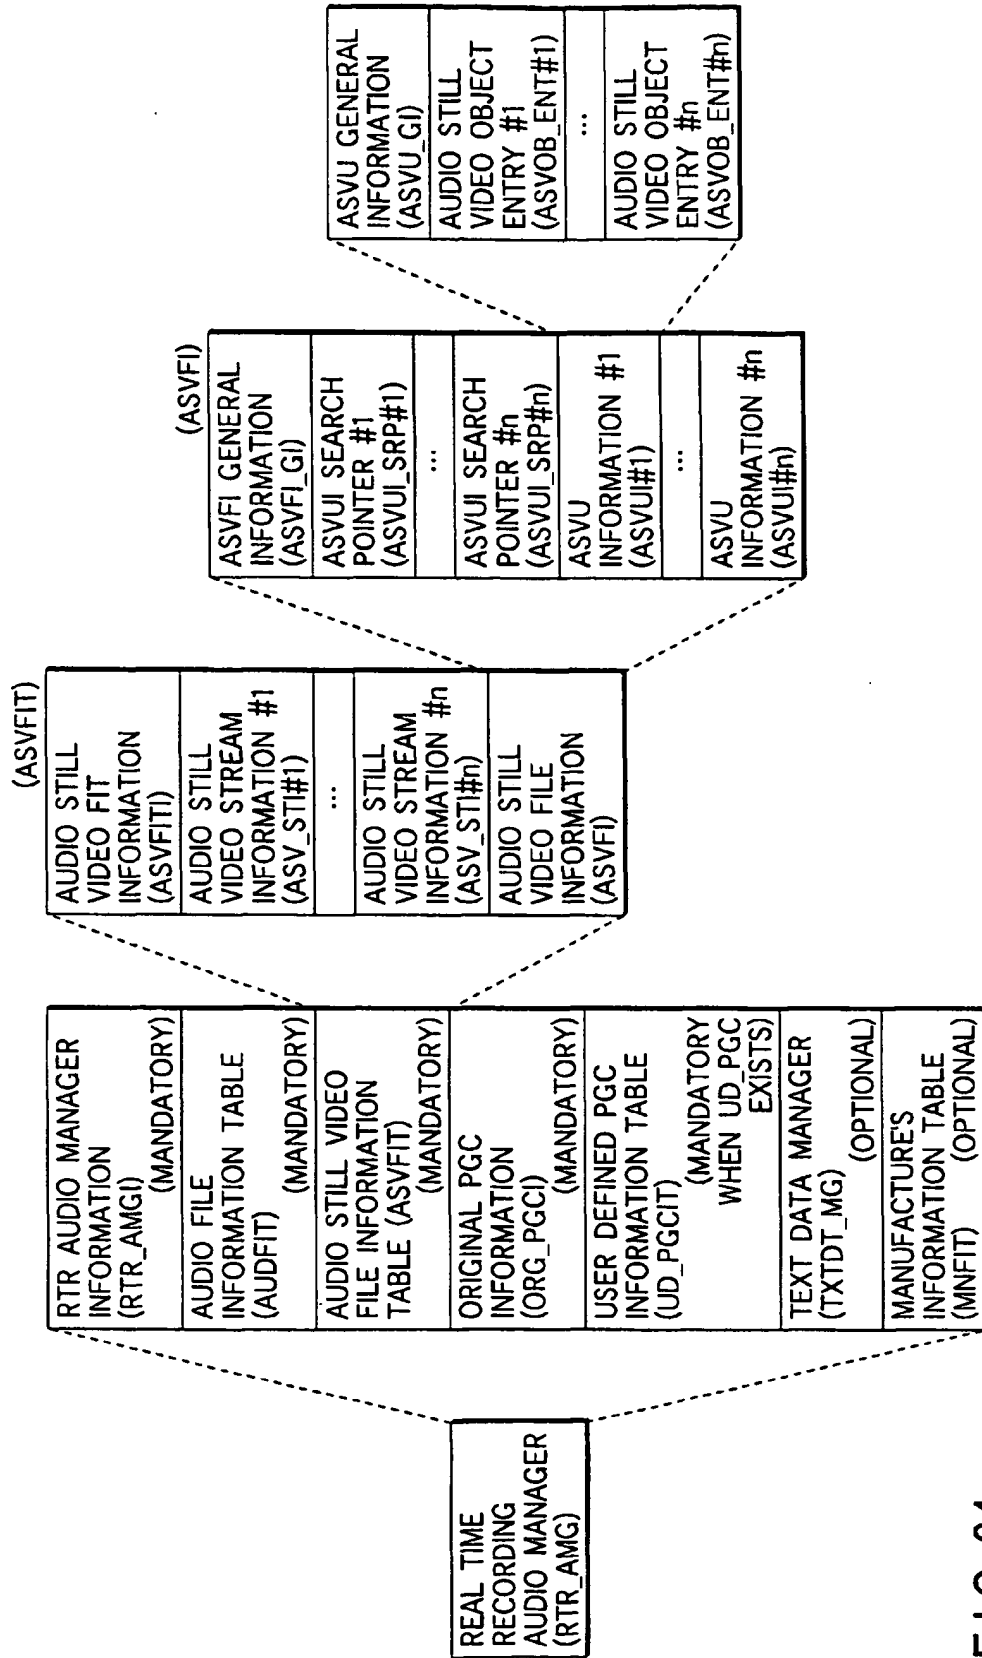 REAL TIME
RECORDING
AUDIO MANAGER
(RTR_AMG)
RTR AUDIO MANAGER
INFORMATION
(RTR_AMGI)
(MANDATORY)
AUDIO FILE
INFORMATION TABLE
(AUDFIT)
(MANDATORY)
AUDIO STILL VIDEO
FILE INFORMATION
TABLE (ASVFIT)
(MANDATORY)
ORIGINAL PGC
INFORMATION
(ORG_PGCI)
(MANDATORY)
USER DEFINED PGC
INFORMATION TABLE
(UD_PGCIT)
(MANDATORY
WHEN UD_PGC
EXISTS)
TEXT DATA MANAGER
(TXTDT_MG)
(OPTIONAL)
MANUFACTURE'S
INFORMATION TABLE
(MNFIT) (OPTIONAL)
(ASVFIT)
AUDIO STILL
VIDEO FIT
INFORMATION
(ASVFITI)
AUDIO STILL
VIDEO STREAM
INFORMATION #1
(ASV_STI#1)
...
AUDIO STILL
VIDEO STREAM
INFORMATION #n
(ASV_STI#n)
AUDIO STILL
VIDEO FILE
INFORMATION
(ASVFI)
(ASVFI)
ASVFI GENERAL
INFORMATION
(ASVFI_GI)
ASVUI SEARCH
POINTER #1
(ASVUI_SRP#1)
...
ASVUI SEARCH
POINTER #n
(ASVUI_SRP#n)
ASVU
INFORMATION #1
(ASVUI#1)
...
ASVU
INFORMATION #n
(ASVUI#n)
ASVU GENERAL
INFORMATION
(ASVU_GI)
AUDIO STILL
VIDEO OBJECT
ENTRY #1
(ASVOB_ENT#1)
...
AUDIO STILL
VIDEO OBJECT
ENTRY #n
(ASVOB_ENT#n)